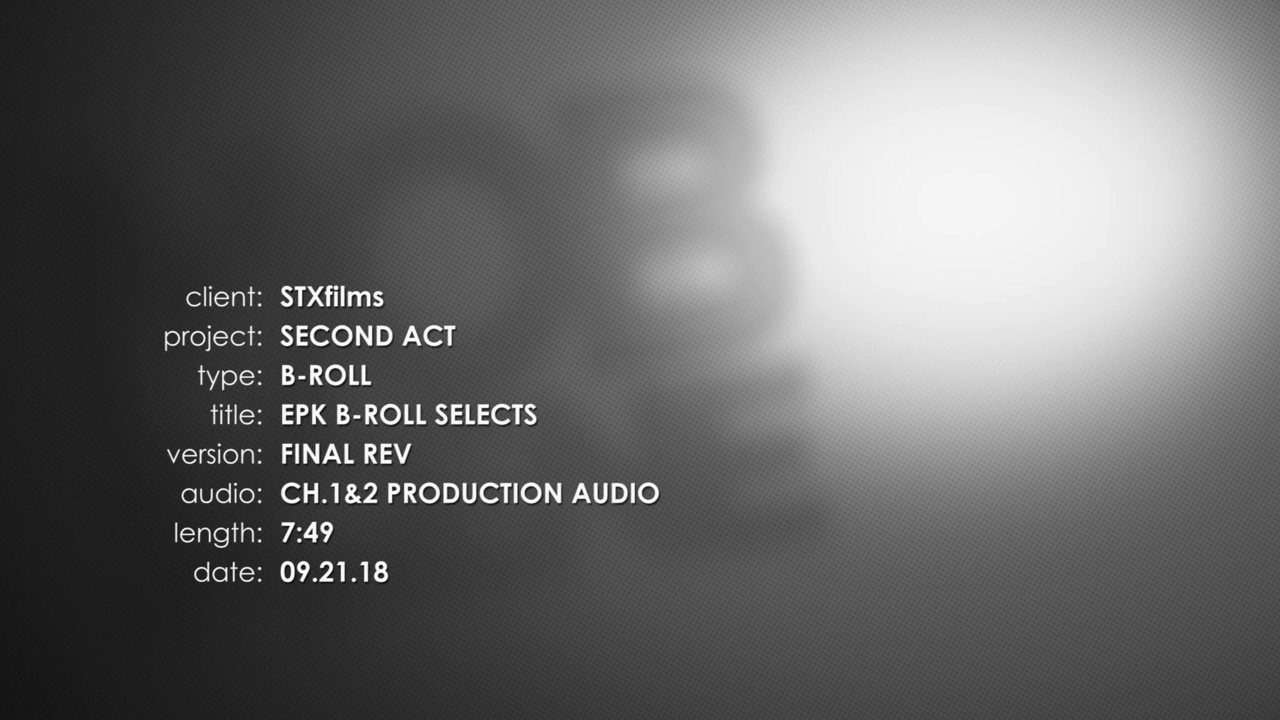 client: STXfilms
project: SECOND ACT
type: B-ROLL
title: EPK B-ROLL SELECTS
version: FINAL REV
audio: CH.1&2 PRODUCTION AUDIO
length: 7:49
date: 09.21.18